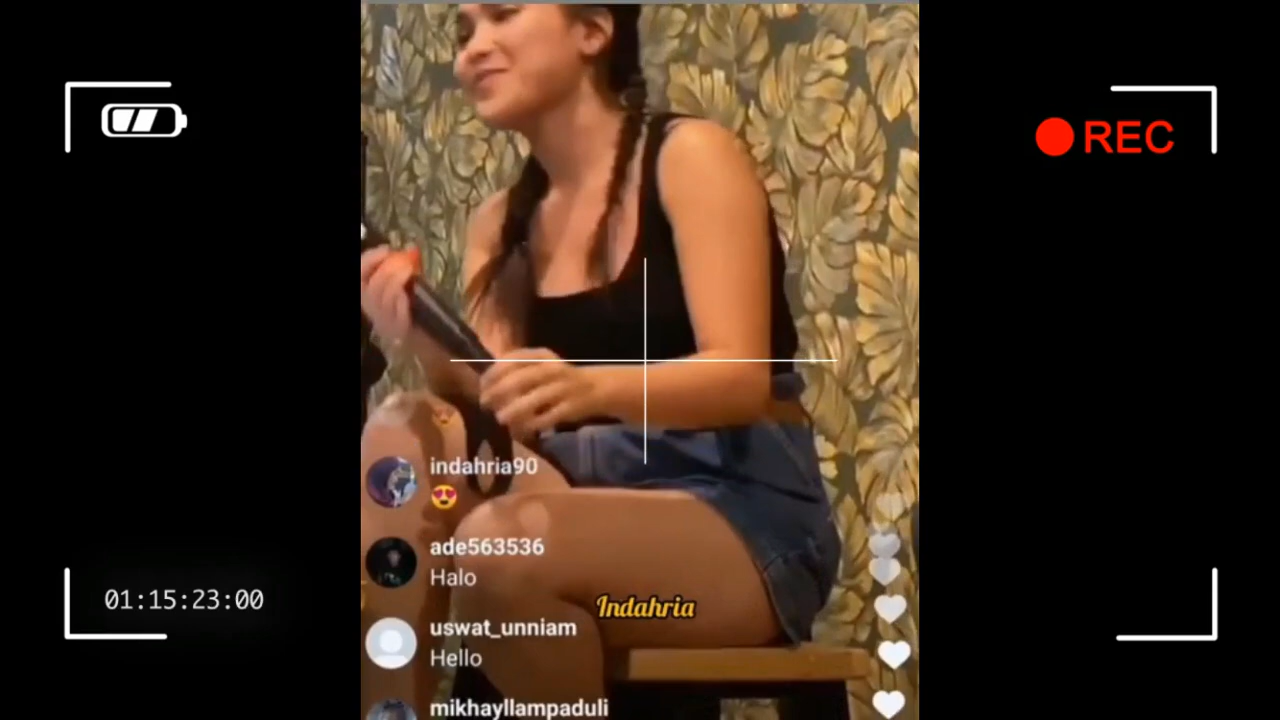 REC
indahria90
ade563536
Halo
Indahria
uswat_unniam
Hello
mikhayllampaduli
01:15:23:00